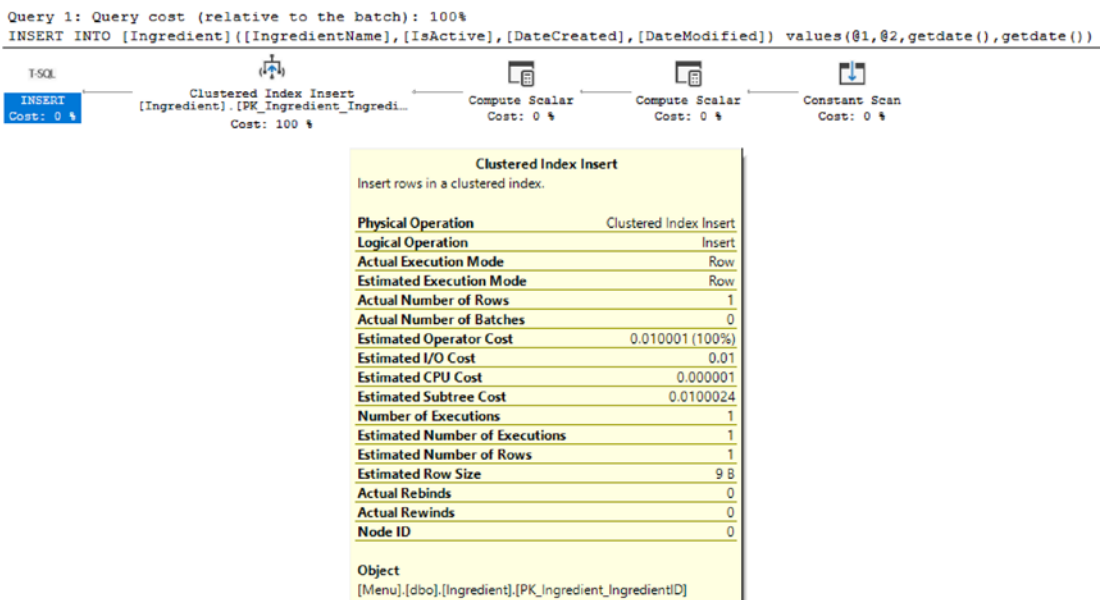 Query 1: Query cost (relative to the batch): 100%
INSERT INTO [Ingredient]([IngredientName],[IsActive],[DateCreated],[DateModified]) values(@1,@2,getdate(),getdate())
T-SQL
INSERT
Cost: 0 %
Clustered Index Insert
[Ingredient].[PK_Ingredient_Ingredi…
Cost: 100 %
Compute Scalar
Cost: 0 %
Compute Scalar
Cost: 0 %
Constant Scan
Cost: 0 %
Clustered Index Insert
Insert rows in a clustered index.
Physical Operation Clustered Index Insert
Logical Operation Insert
Actual Execution Mode Row
Estimated Execution Mode Row
Actual Number of Rows 1
Actual Number of Batches 0
Estimated Operator Cost 0.010001 (100%)
Estimated I/O Cost 0.01
Estimated CPU Cost 0.000001
Estimated Subtree Cost 0.0100024
Number of Executions 1
Estimated Number of Executions 1
Estimated Number of Rows 1
Estimated Row Size 9 B
Actual Rebinds 0
Actual Rewinds 0
Node ID 0
Object
[Menu].[dbo].[Ingredient].[PK_Ingredient_IngredientID]